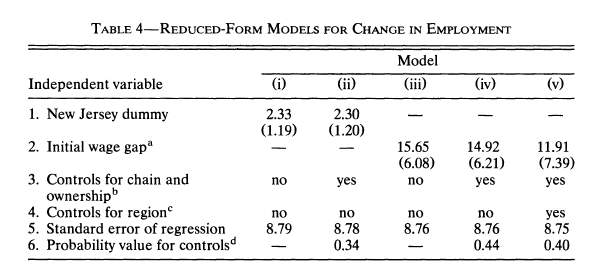 TABLE 4—REDUCED-FORM MODELS FOR CHANGE IN EMPLOYMENT
Model
Independent variable (i) (ii) (iii) (iv) (v)
1. New Jersey dummy 2.33 2.30 — — —
(1.19) (1.20)
2. Initial wage gapᵃ — — 15.65 14.92 11.91
(6.08) (6.21) (7.39)
3. Controls for chain and no yes no yes yes
ownershipᵇ
4. Controls for regionᶜ no no no no yes
5. Standard error of regression 8.79 8.78 8.76 8.76 8.75
6. Probability value for controlsᵈ — 0.34 — 0.44 0.40